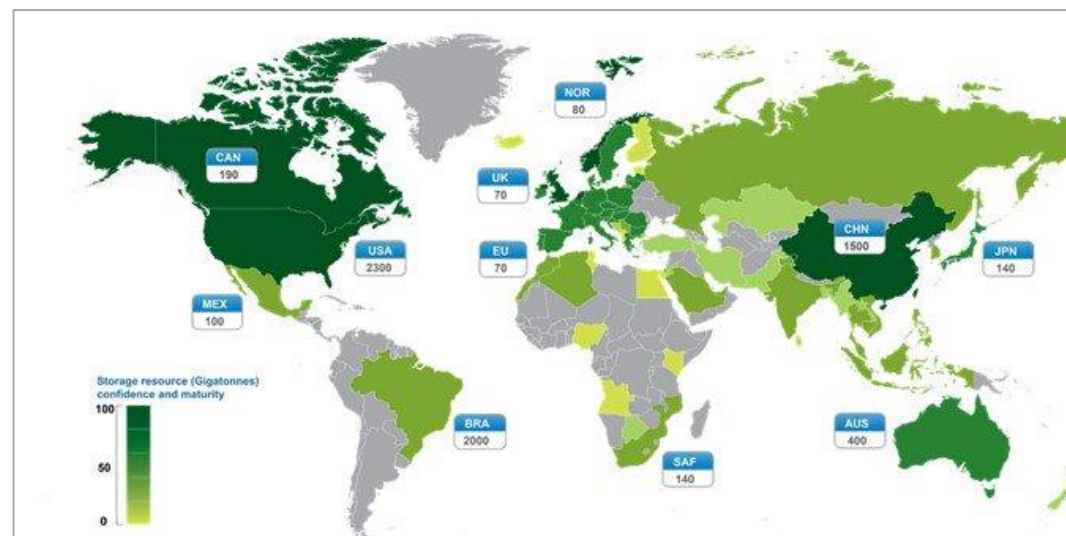 NOR
80
CAN
190
UK
70
CHN
1500
USA
2300
EU
70
JPN
140
MEX
100
Storage resource (Gigatonnes)
confidence and maturity
100
50
0
BRA
2000
AUS
400
SAF
140